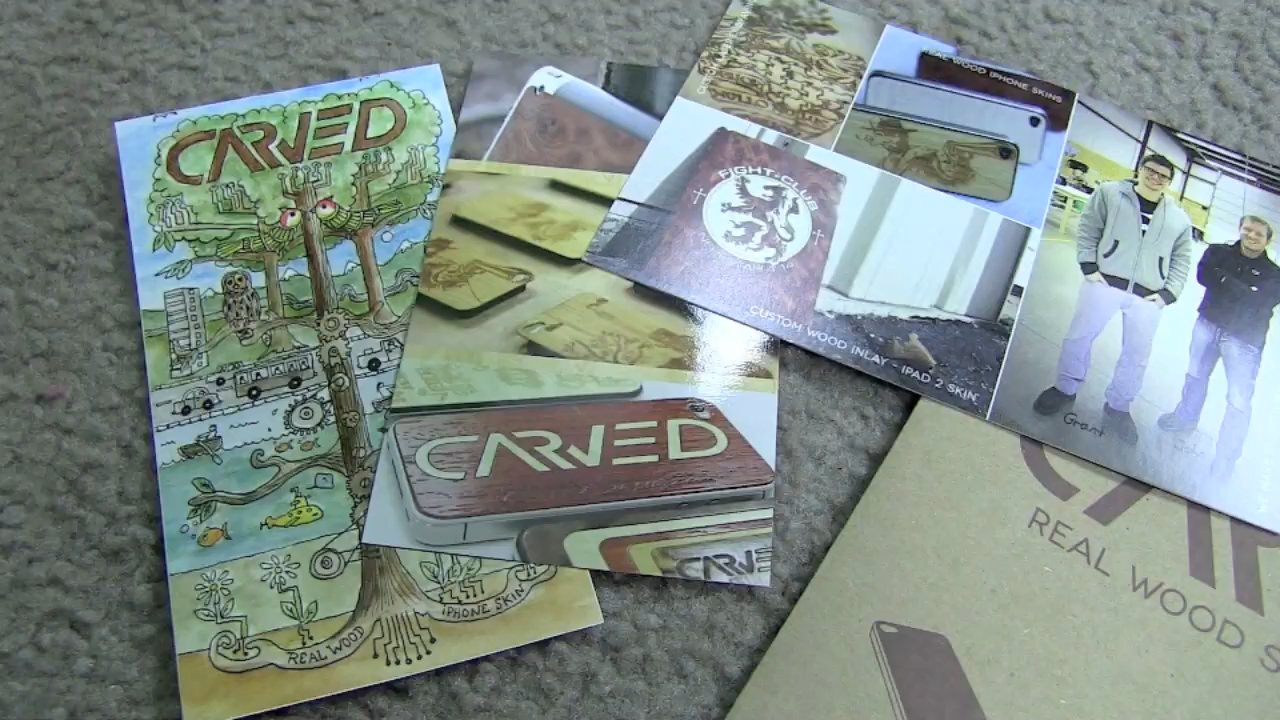 CARVED
REAL WOOD
IPHONE SKIN
CARVED
CARVED
REAL WOOD IPHONE SKINS
FIGHT CLUB
CUSTOM WOOD INLAY - IPAD 2 SKIN
Grant
REAL WOOD S